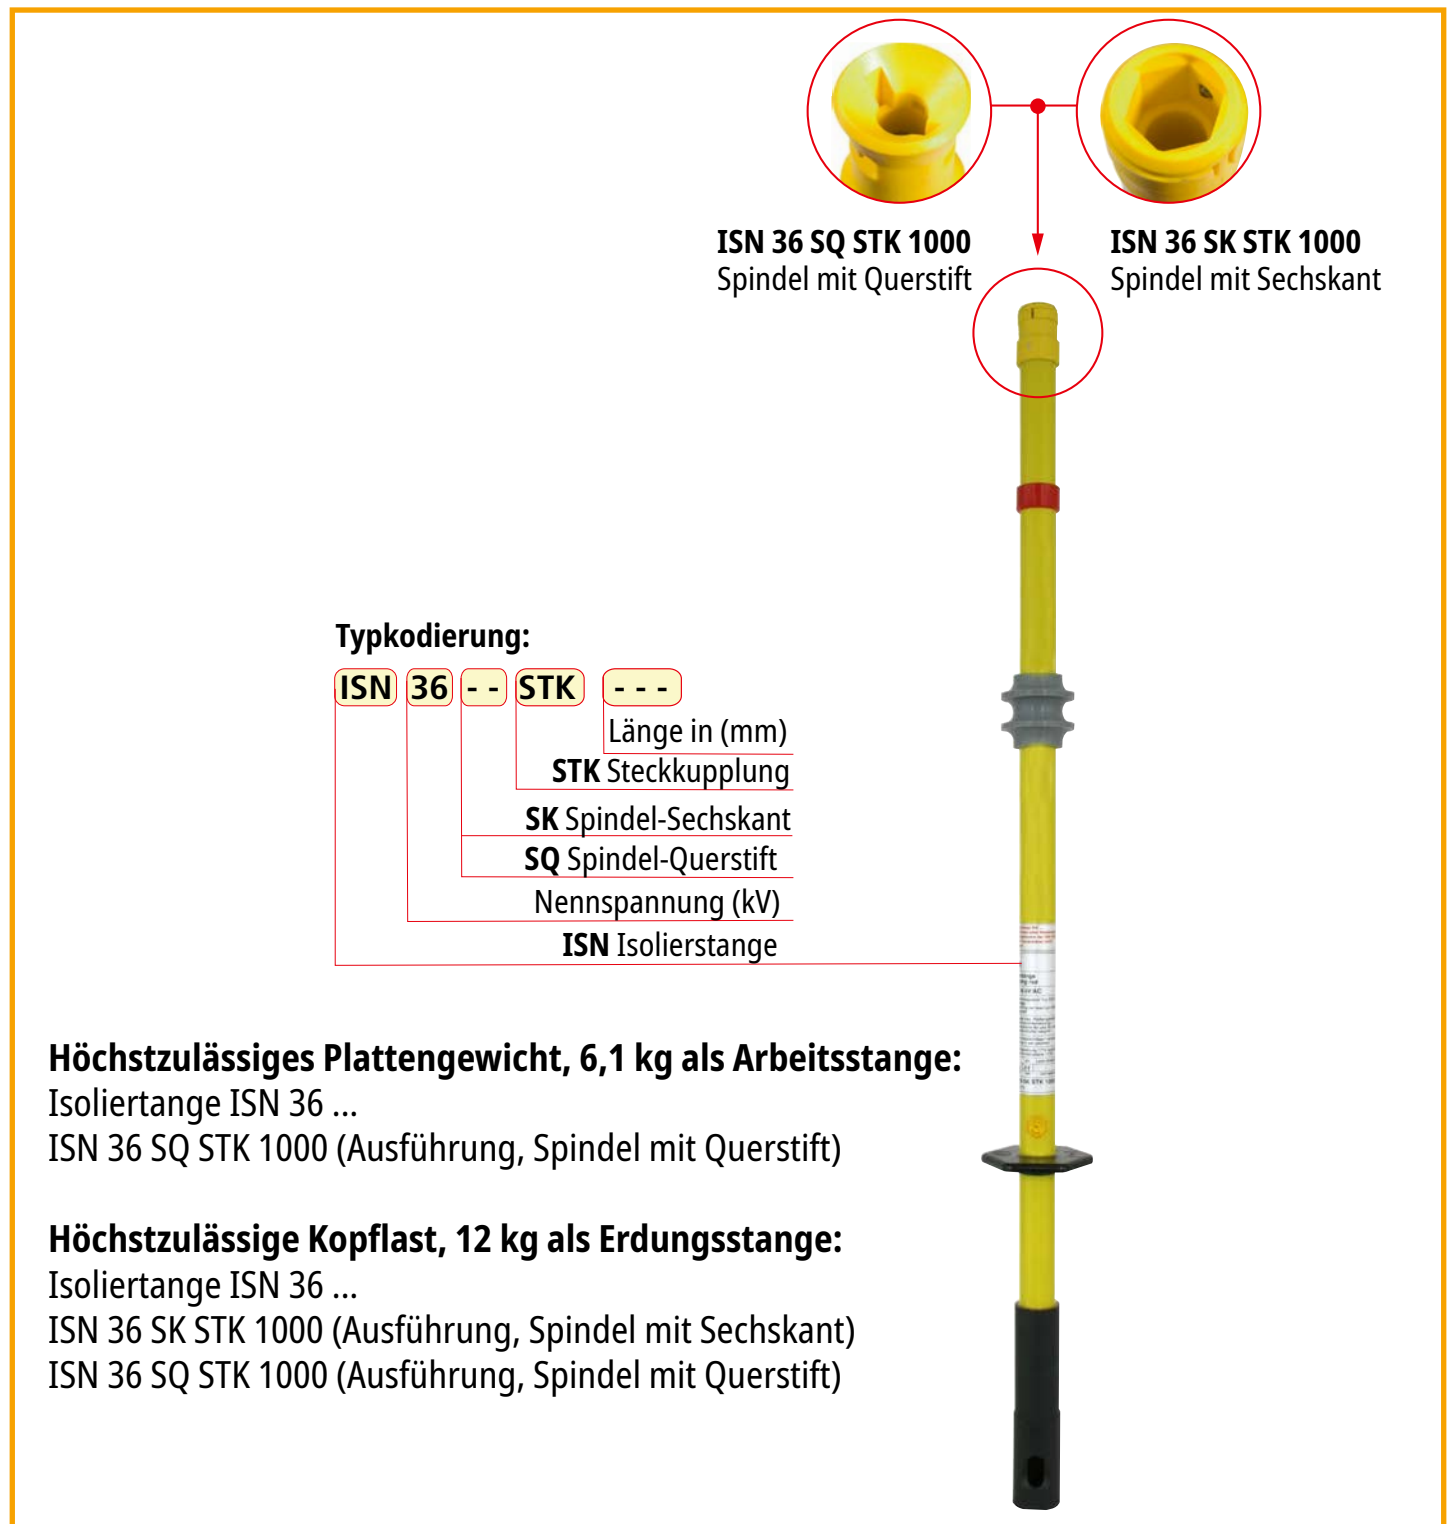 ISN 36 SQ STK 1000
Spindel mit Querstift
ISN 36 SK STK 1000
Spindel mit Sechskant
Typkodierung:
ISN 36 - - STK - - -
Länge in (mm)
STK Steckkupplung
SK Spindel-Sechskant
SQ Spindel-Querstift
Nennspannung (kV)
ISN Isolierstange
Höchstzulässiges Plattengewicht, 6,1 kg als Arbeitsstange:
Isoliertange ISN 36 ...
ISN 36 SQ STK 1000 (Ausführung, Spindel mit Querstift)
Höchstzulässige Kopflast, 12 kg als Erdungsstange:
Isoliertange ISN 36 ...
ISN 36 SK STK 1000 (Ausführung, Spindel mit Sechskant)
ISN 36 SQ STK 1000 (Ausführung, Spindel mit Querstift)